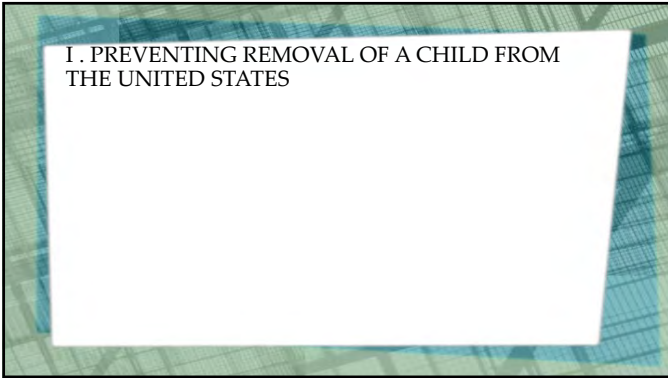 I . PREVENTING REMOVAL OF A CHILD FROM
THE UNITED STATES